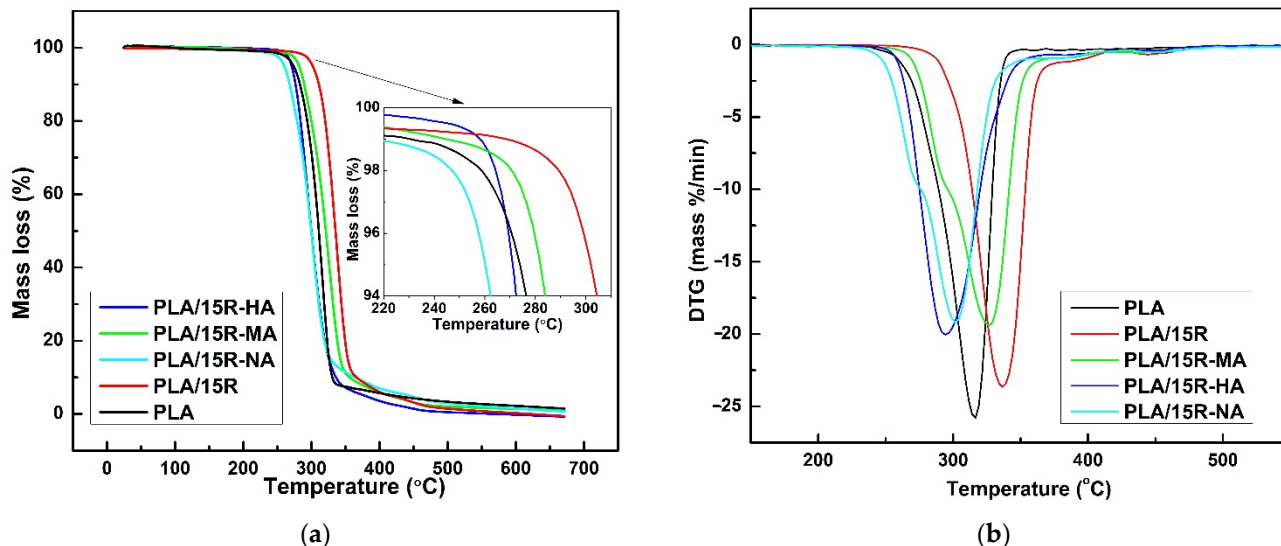 Mass loss (%)
100
80
60
40
20
0
0
100
200
300
400
500
600
700
Temperature (°C)
PLA/15R-HA
PLA/15R-MA
PLA/15R-NA
PLA/15R
PLA
Mass loss (%)
100
98
96
94
220
240
260
280
300
Temperature (°C)
(a)
DTG (mass %/min)
0
−5
−10
−15
−20
−25
200
300
400
500
Temperature (°C)
PLA
PLA/15R
PLA/15R-MA
PLA/15R-HA
PLA/15R-NA
(b)